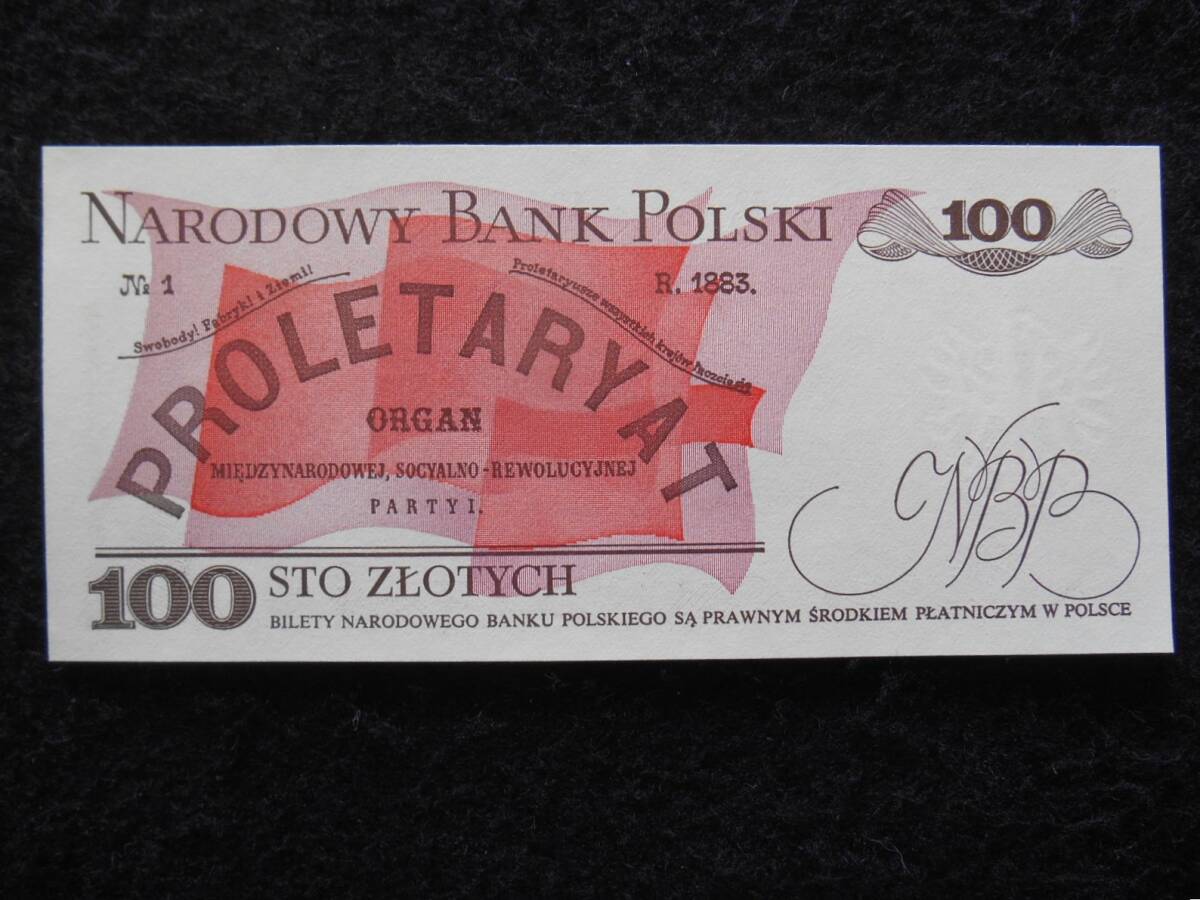 NARODOWY BANK POLSKI
100
№ 1
R. 1883.
Swobody! Fabryk! i Ziemi!
Proletaryusze wszystkich krajów łączcie się
PROLETARYAT
ORGAN
MIĘDZYNARODOWEJ, SOCYALNO-REWOLUCYJNEJ
PARTYI.
NBP
100 STO ZŁOTYCH
BILETY NARODOWEGO BANKU POLSKIEGO SĄ PRAWNYM ŚRODKIEM PŁATNICZYM W POLSCE